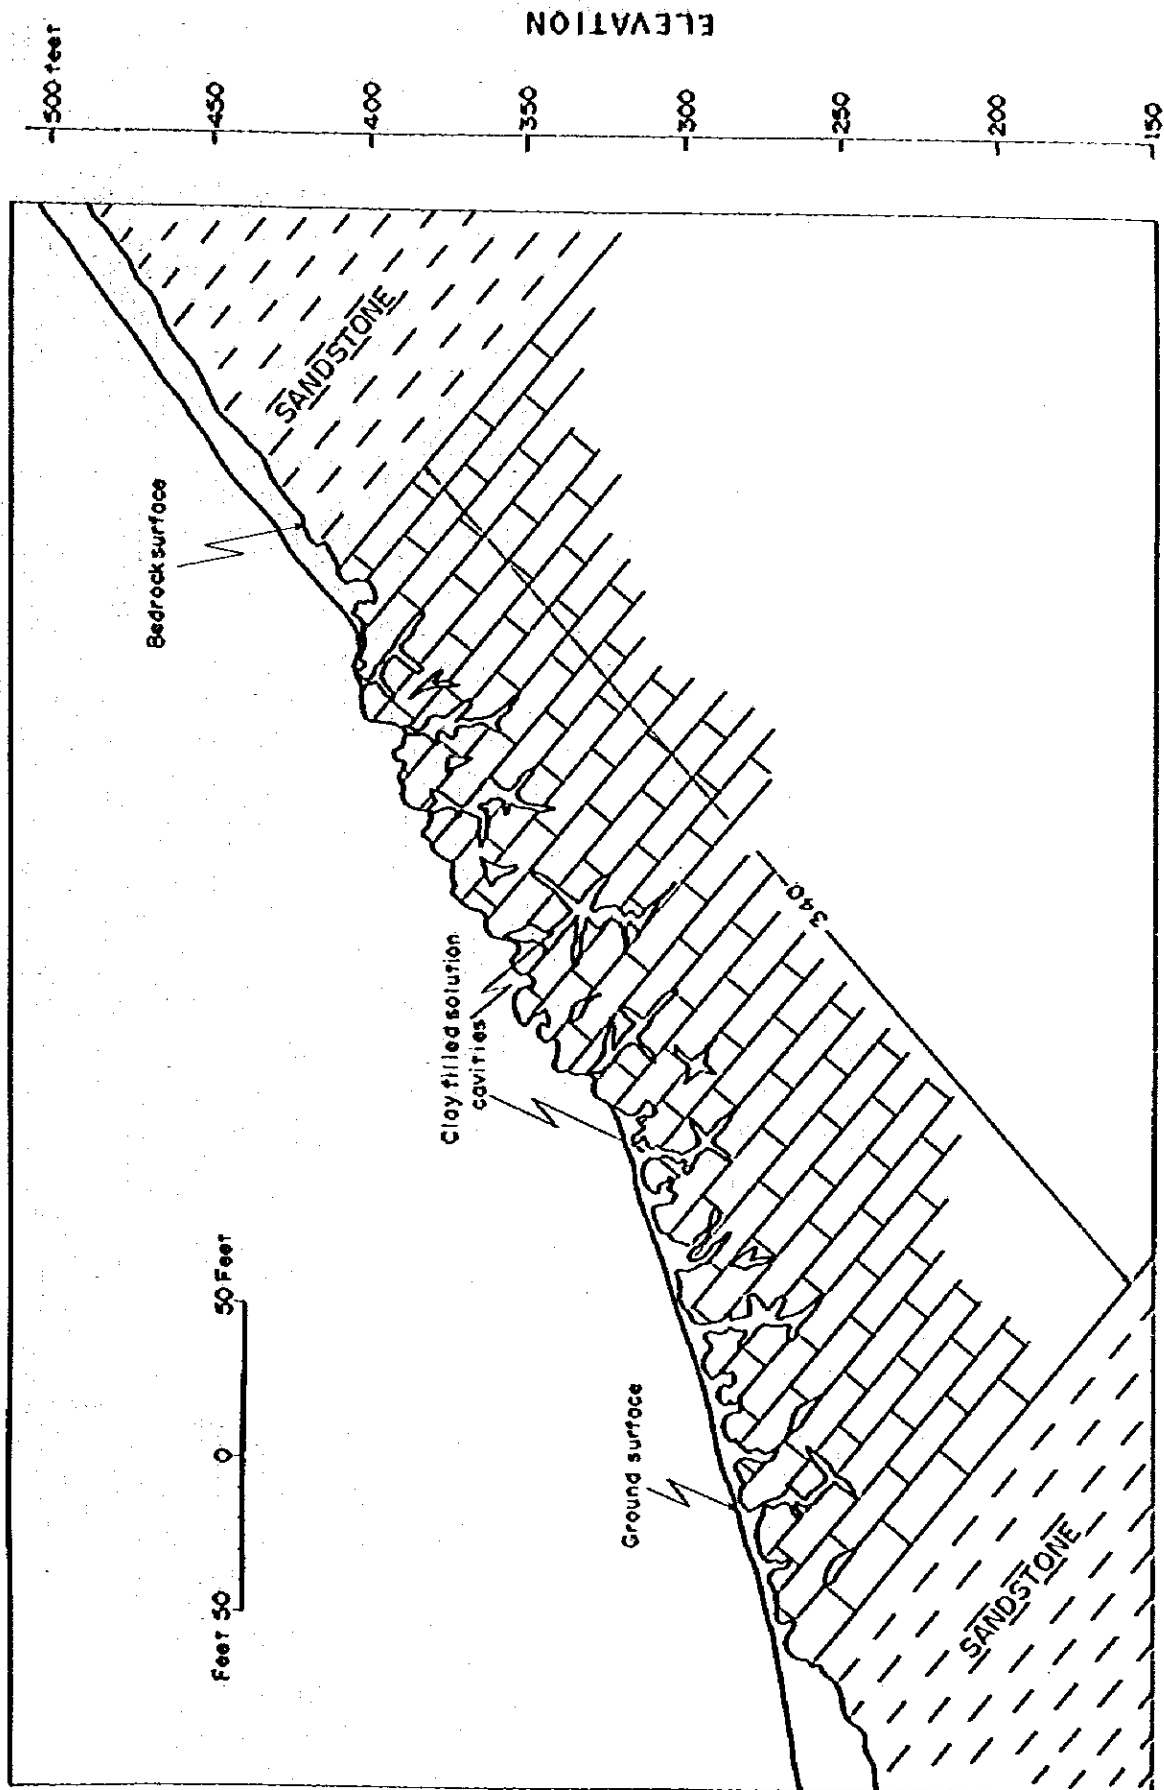 ELEVATION
500 feet
450
400
350
300
250
200
150
SANDSTONE
Bedrock surface
340
Clay filled solution
cavities
Feet 50
0
50 Feet
Ground surface
SANDSTONE